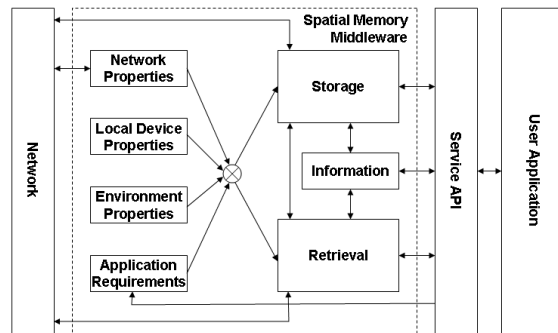 Spatial Memory
Middleware
Network
Properties
Storage
Local Device
Properties
Information
Environment
Properties
Application
Requirements
Retrieval
Network
Service API
User Application